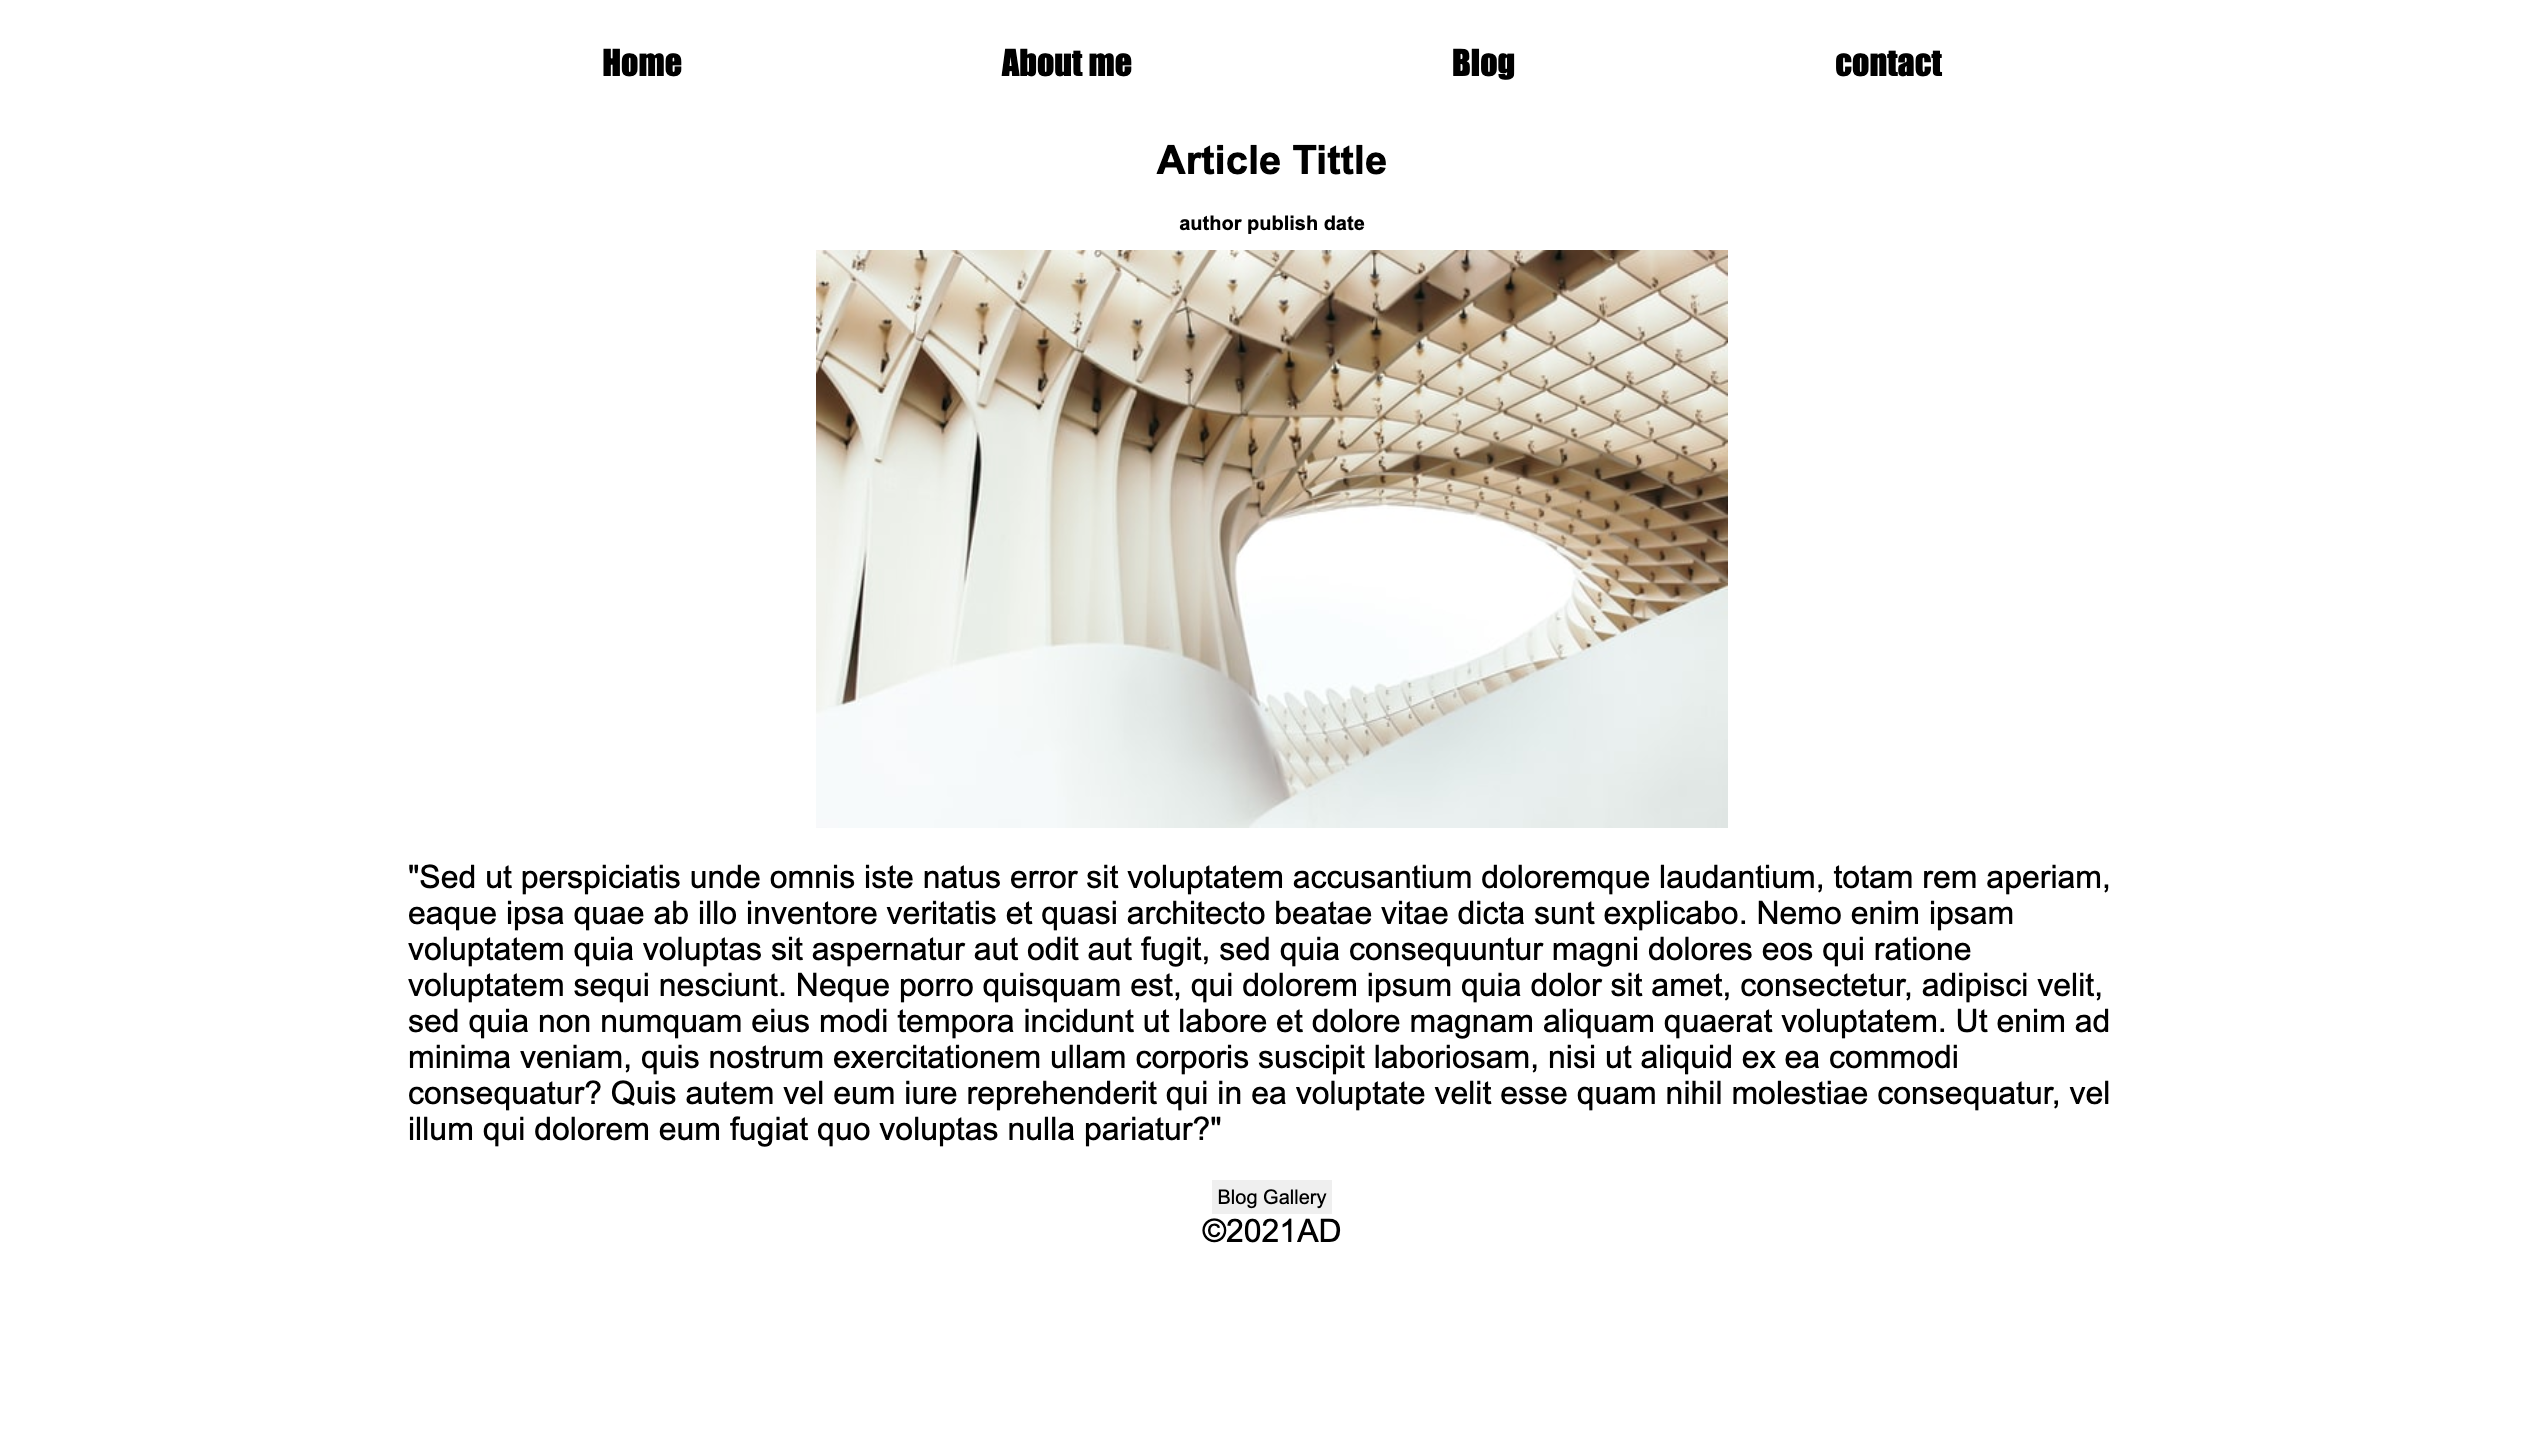 Home About me Blog contact
Article Tittle
author publish date
"Sed ut perspiciatis unde omnis iste natus error sit voluptatem accusantium doloremque laudantium, totam rem aperiam,
eaque ipsa quae ab illo inventore veritatis et quasi architecto beatae vitae dicta sunt explicabo. Nemo enim ipsam
voluptatem quia voluptas sit aspernatur aut odit aut fugit, sed quia consequuntur magni dolores eos qui ratione
voluptatem sequi nesciunt. Neque porro quisquam est, qui dolorem ipsum quia dolor sit amet, consectetur, adipisci velit,
sed quia non numquam eius modi tempora incidunt ut labore et dolore magnam aliquam quaerat voluptatem. Ut enim ad
minima veniam, quis nostrum exercitationem ullam corporis suscipit laboriosam, nisi ut aliquid ex ea commodi
consequatur? Quis autem vel eum iure reprehenderit qui in ea voluptate velit esse quam nihil molestiae consequatur, vel
illum qui dolorem eum fugiat quo voluptas nulla pariatur?"
Blog Gallery
©2021AD